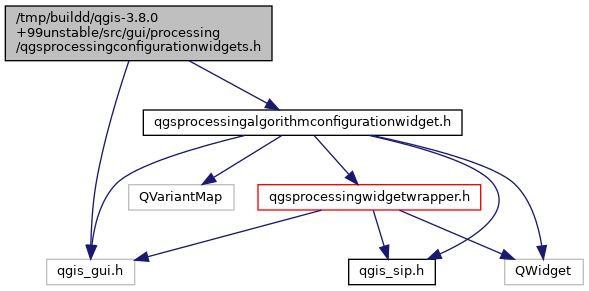 /tmp/buildd/qgis-3.8.0
+99unstable/src/gui/processing
/qgsprocessingconfigurationwidgets.h
qgsprocessingalgorithmconfigurationwidget.h
QVariantMap
qgsprocessingwidgetwrapper.h
qgis_gui.h
qgis_sip.h
QWidget